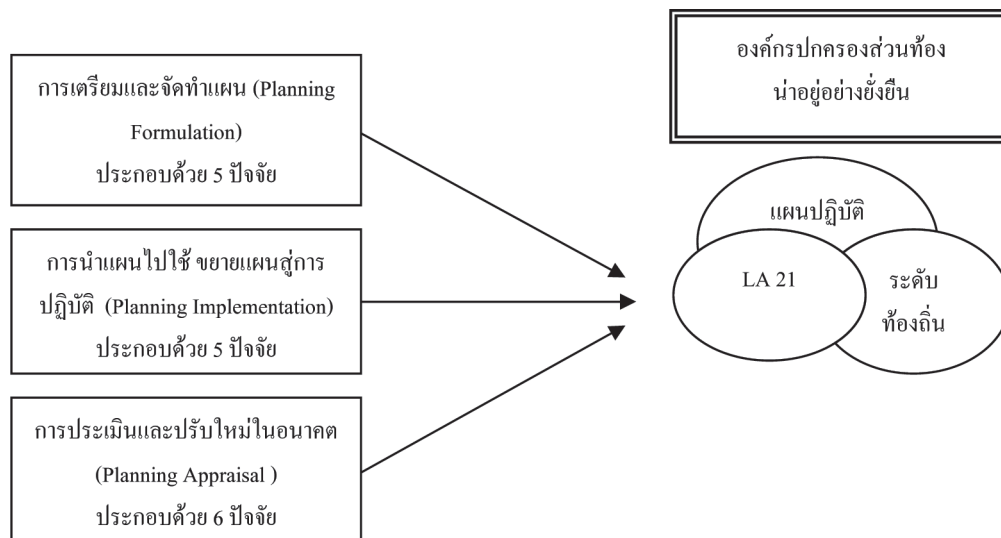 การเตรียมและจัดทำแผน (Planning
Formulation)
ประกอบด้วย 5 ปัจจัย
การนำแผนไปใช้ ขยายแผนสู่การ
ปฏิบัติ (Planning Implementation)
ประกอบด้วย 5 ปัจจัย
การประเมินและปรับใหม่ในอนาคต
(Planning Appraisal )
ประกอบด้วย 6 ปัจจัย
องค์กรปกครองส่วนท้อง
น่าอยู่อย่างยั่งยืน
แผนปฏิบัติ
LA 21
ระดับ
ท้องถิ่น